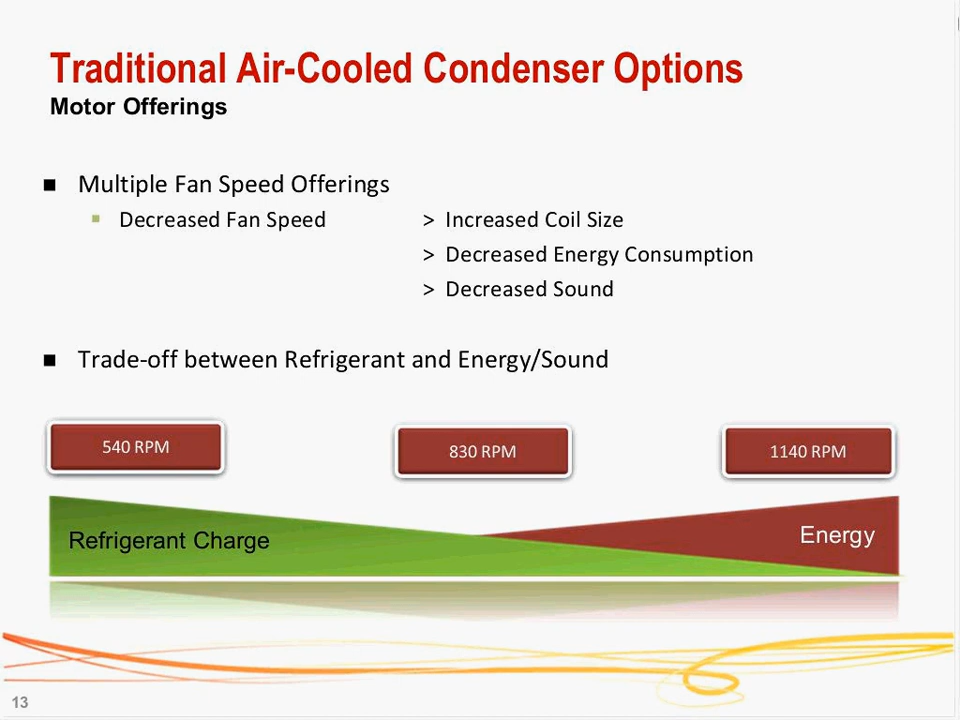 Traditional Air-Cooled Condenser Options
Motor Offerings
Multiple Fan Speed Offerings
Decreased Fan Speed > Increased Coil Size
> Decreased Energy Consumption
> Decreased Sound
Trade-off between Refrigerant and Energy/Sound
540 RPM 830 RPM 1140 RPM
Refrigerant Charge Energy
13